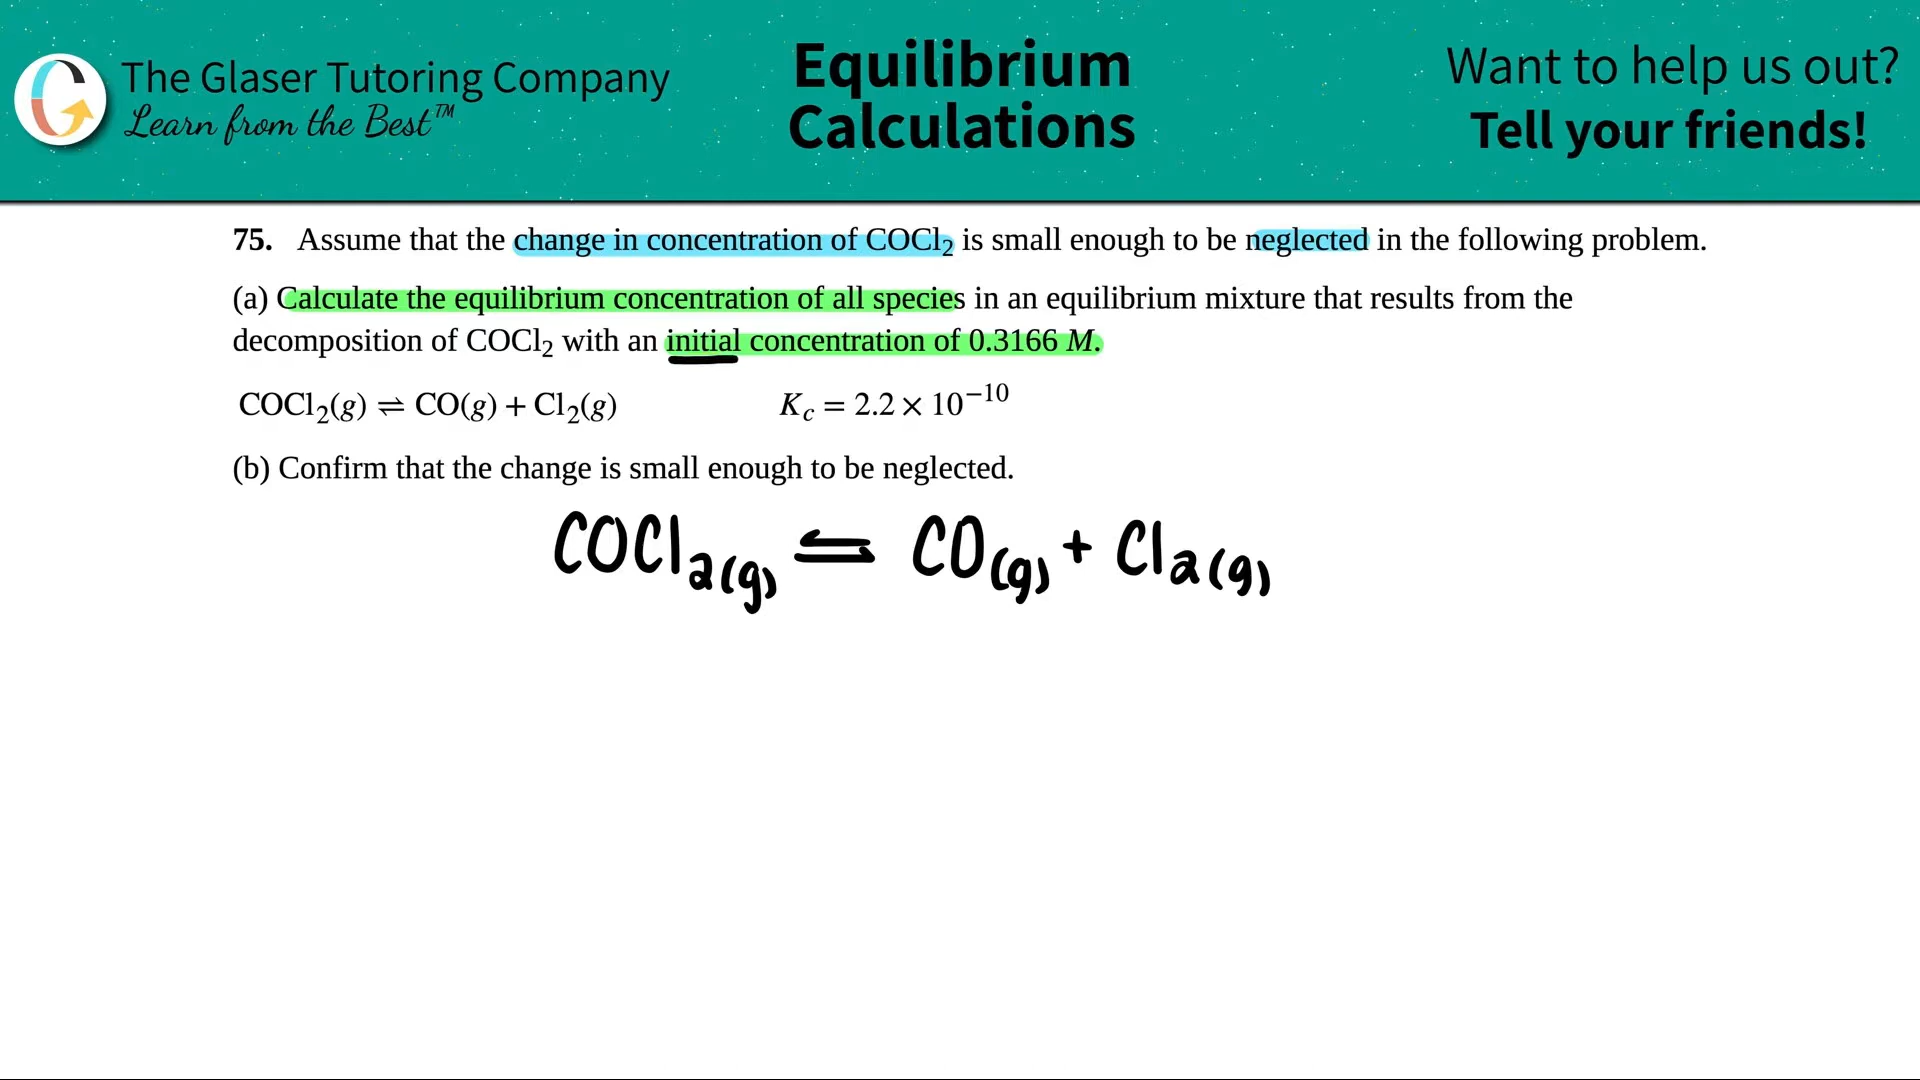 The Glaser Tutoring Company
Learn from the Best™
Equilibrium
Calculations
Want to help us out?
Tell your friends!
75. Assume that the change in concentration of COCl₂ is small enough to be neglected in the following problem.
(a) Calculate the equilibrium concentration of all species in an equilibrium mixture that results from the
decomposition of COCl₂ with an initial concentration of 0.3166 M.
COCl₂(g) ⇌ CO(g) + Cl₂(g) K_c = 2.2 × 10⁻¹⁰
(b) Confirm that the change is small enough to be neglected.
COCl₂(g) ⇌ CO(g) + Cl₂(g)